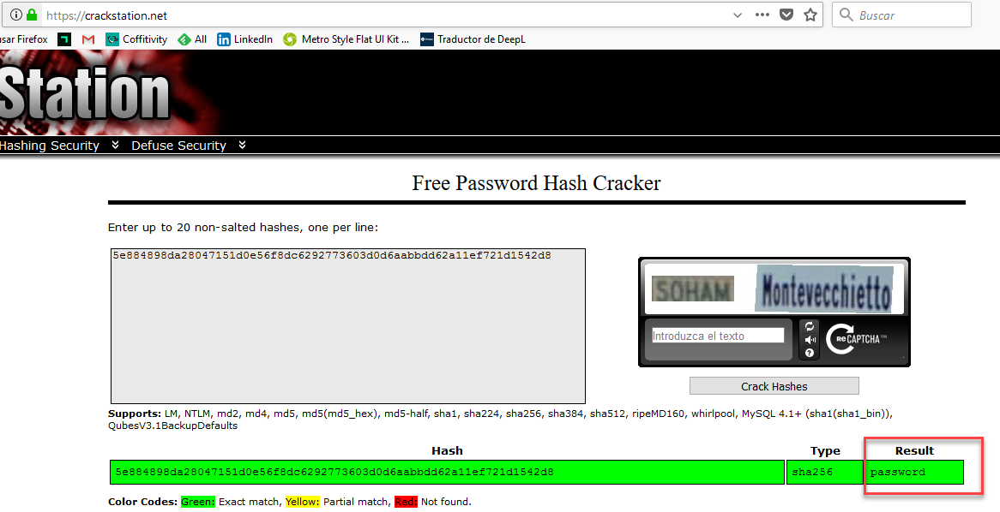 https://crackstation.net
Buscar
usar Firefox
Coffitivity
All
LinkedIn
Metro Style Flat UI Kit ...
Traductor de DeepL
Station
Hashing Security
Defuse Security
Free Password Hash Cracker
Enter up to 20 non-salted hashes, one per line:
5e884898da28047151d0e56f8dc6292773603d0d6aabbdd62a11ef721d1542d8
SOHAM Montevecchietto
Introduzca el texto
reCAPTCHA™
Crack Hashes
Supports: LM, NTLM, md2, md4, md5, md5(md5_hex), md5-half, sha1, sha224, sha256, sha384, sha512, ripeMD160, whirlpool, MySQL 4.1+ (sha1(sha1_bin)),
QubesV3.1BackupDefaults
Hash Type Result
5e884898da28047151d0e56f8dc6292773603d0d6aabbdd62a11ef721d1542d8 sha256 password
Color Codes: Green: Exact match, Yellow: Partial match, Red: Not found.